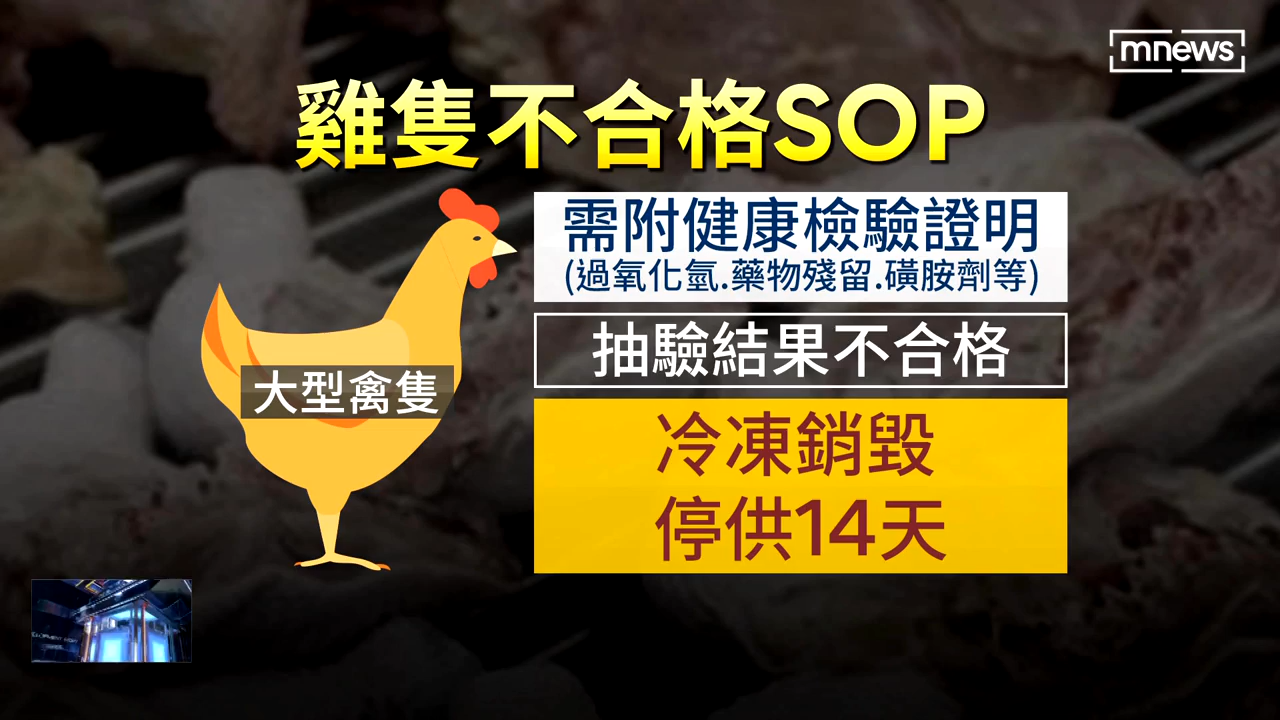 mnews
雞隻不合格SOP
需附健康檢驗證明
(過氧化氫.藥物殘留.磺胺劑等)
抽驗結果不合格
大型禽隻
冷凍銷毀
停供14天